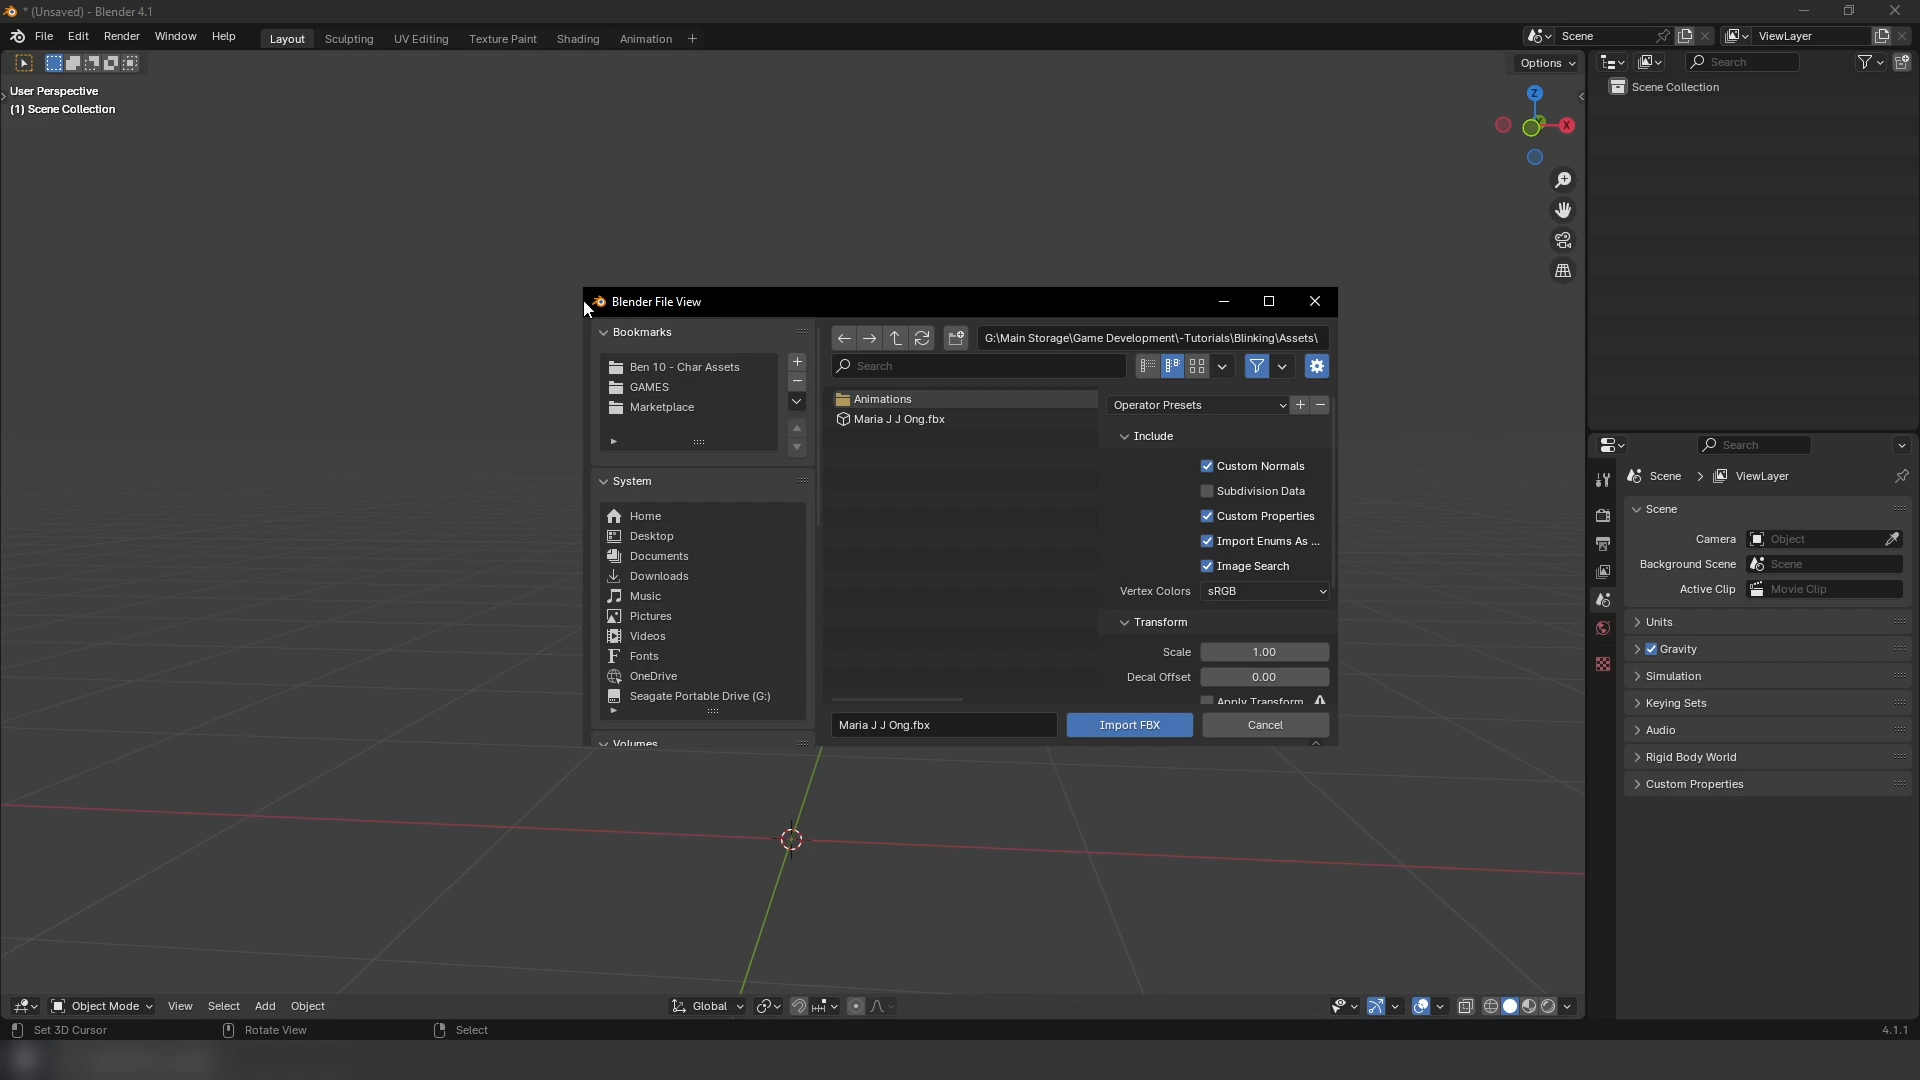 * (Unsaved) - Blender 4.1
File Edit Render Window Help Layout Sculpting UV Editing Texture Paint Shading Animation + Scene ViewLayer
Options Search
User Perspective
(1) Scene Collection
Scene Collection
Z
X
Blender File View
Bookmarks
Ben 10 - Char Assets
GAMES
Marketplace
System
Home
Desktop
Documents
Downloads
Music
Pictures
Videos
Fonts
OneDrive
Seagate Portable Drive (G:)
Volumes
G:\Main Storage\Game Development\-Tutorials\Blinking\Assets\
Search
Animations
Maria J J Ong.fbx
Operator Presets
Include
Custom Normals
Subdivision Data
Custom Properties
Import Enums As ...
Image Search
Vertex Colors sRGB
Transform
Scale 1.00
Decal Offset 0.00
Apply Transform
Maria J J Ong.fbx Import FBX Cancel
Search
Scene ViewLayer
Scene
Camera Object
Background Scene Scene
Active Clip Movie Clip
Units
Gravity
Simulation
Keying Sets
Audio
Rigid Body World
Custom Properties
Object Mode View Select Add Object Global
Set 3D Cursor Rotate View Select 4.1.1